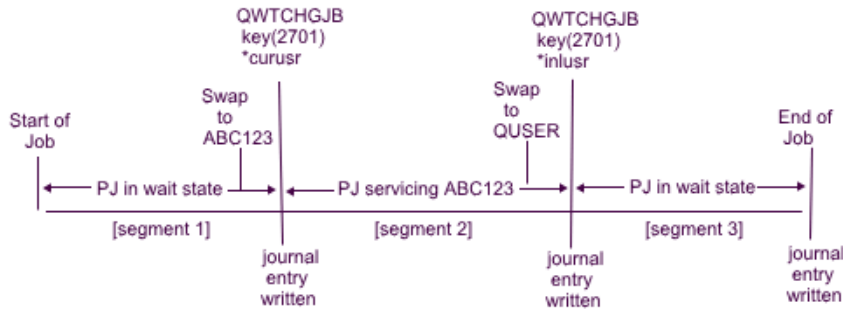 QWTCHGJB
key(2701)
*curusr
QWTCHGJB
key(2701)
*inlusr
Swap
to
ABC123
Swap
to
QUSER
Start of
Job
End of
Job
PJ in wait state
PJ servicing ABC123
PJ in wait state
[segment 1]
[segment 2]
[segment 3]
journal
entry
written
journal
entry
written
journal
entry
written